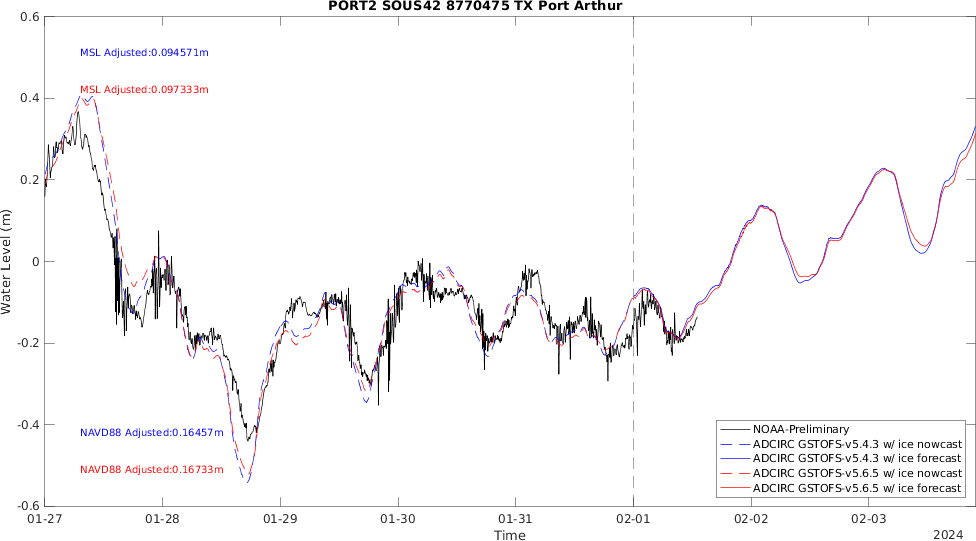 PORT2 SOUS42 8770475 TX Port Arthur
0.6
MSL Adjusted:0.094571m
0.4
MSL Adjusted:0.097333m
0.2
0
Water Level (m)
-0.2
-0.4
NAVD88 Adjusted:0.16457m
NAVD88 Adjusted:0.16733m
-0.6
NOAA-Preliminary
ADCIRC GSTOFS-v5.4.3 w/ ice nowcast
ADCIRC GSTOFS-v5.4.3 w/ ice forecast
ADCIRC GSTOFS-v5.6.5 w/ ice nowcast
ADCIRC GSTOFS-v5.6.5 w/ ice forecast
01-27 01-28 01-29 01-30 01-31 02-01 02-02 02-03
Time
2024